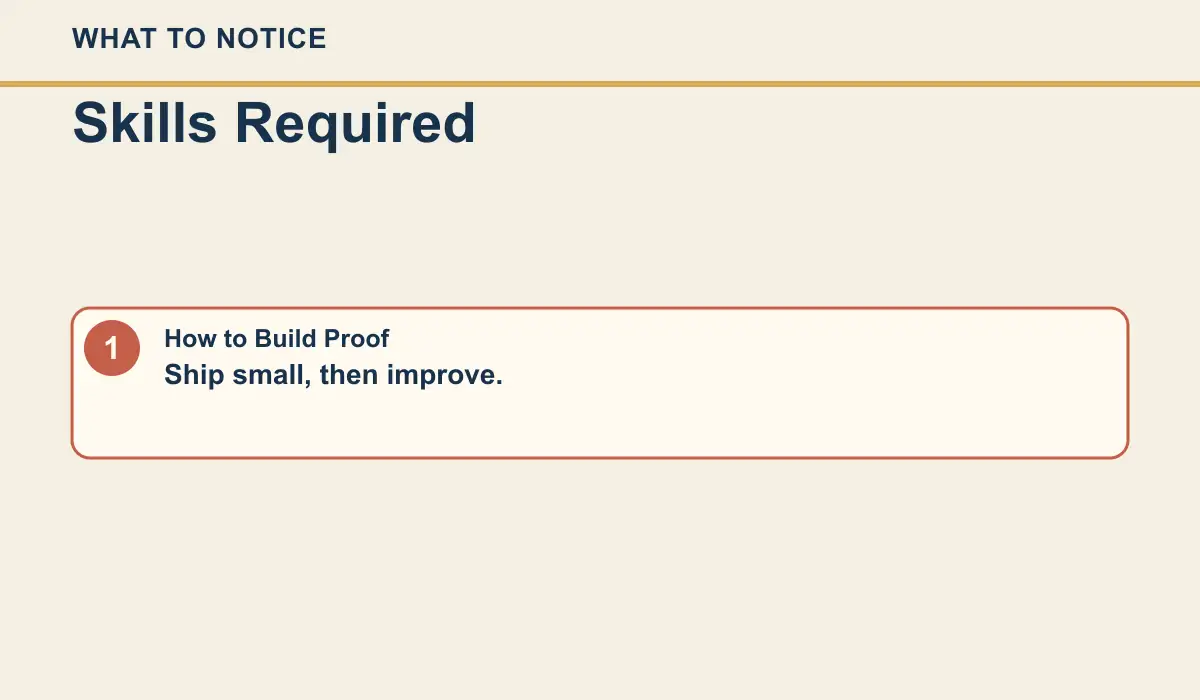 WHAT TO NOTICE
Skills Required
1
How to Build Proof
Ship small, then improve.